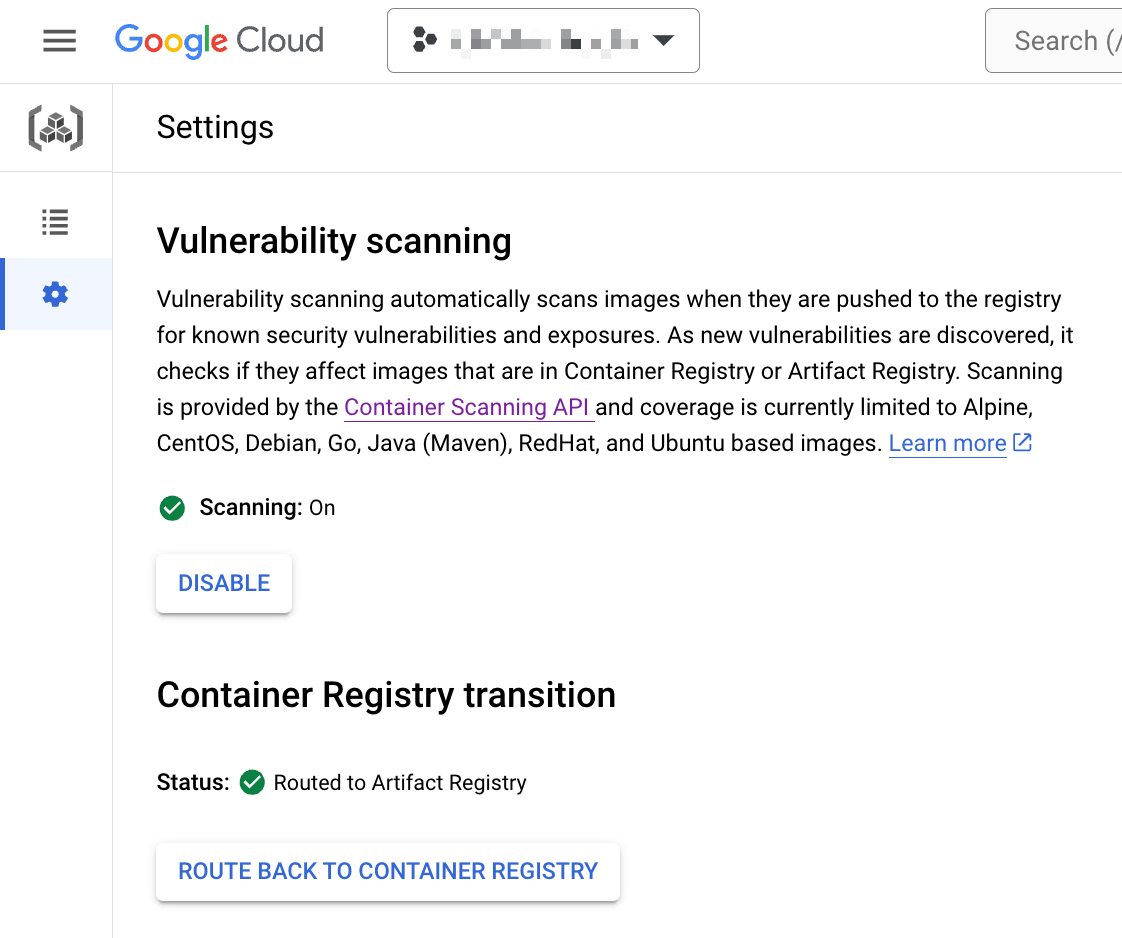 Google Cloud
Search (/
Settings
Vulnerability scanning
Vulnerability scanning automatically scans images when they are pushed to the registry
for known security vulnerabilities and exposures. As new vulnerabilities are discovered, it
checks if they affect images that are in Container Registry or Artifact Registry. Scanning
is provided by the Container Scanning API and coverage is currently limited to Alpine,
CentOS, Debian, Go, Java (Maven), RedHat, and Ubuntu based images. Learn more
Scanning: On
DISABLE
Container Registry transition
Status: Routed to Artifact Registry
ROUTE BACK TO CONTAINER REGISTRY